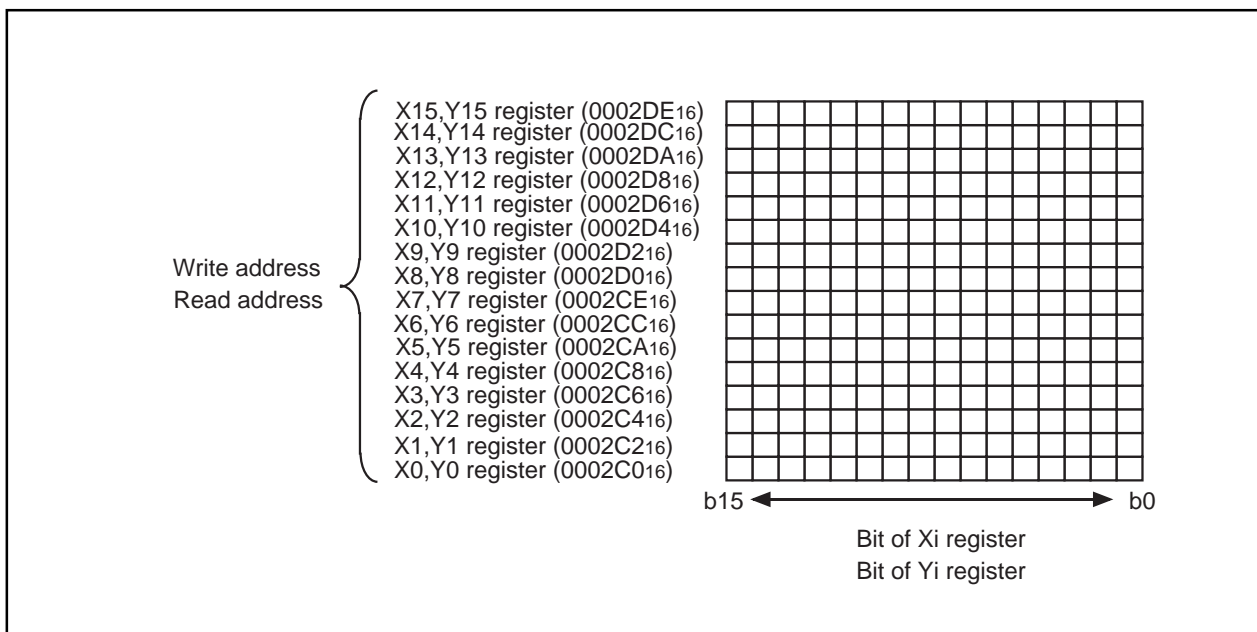 X15,Y15 register (0002DE16)
X14,Y14 register (0002DC16)
X13,Y13 register (0002DA16)
X12,Y12 register (0002D816)
X11,Y11 register (0002D616)
X10,Y10 register (0002D416)
X9,Y9 register (0002D216)
X8,Y8 register (0002D016)
Write address
Read address
X7,Y7 register (0002CE16)
X6,Y6 register (0002CC16)
X5,Y5 register (0002CA16)
X4,Y4 register (0002C816)
X3,Y3 register (0002C616)
X2,Y2 register (0002C416)
X1,Y1 register (0002C216)
X0,Y0 register (0002C016)
b15 b0
Bit of Xi register
Bit of Yi register